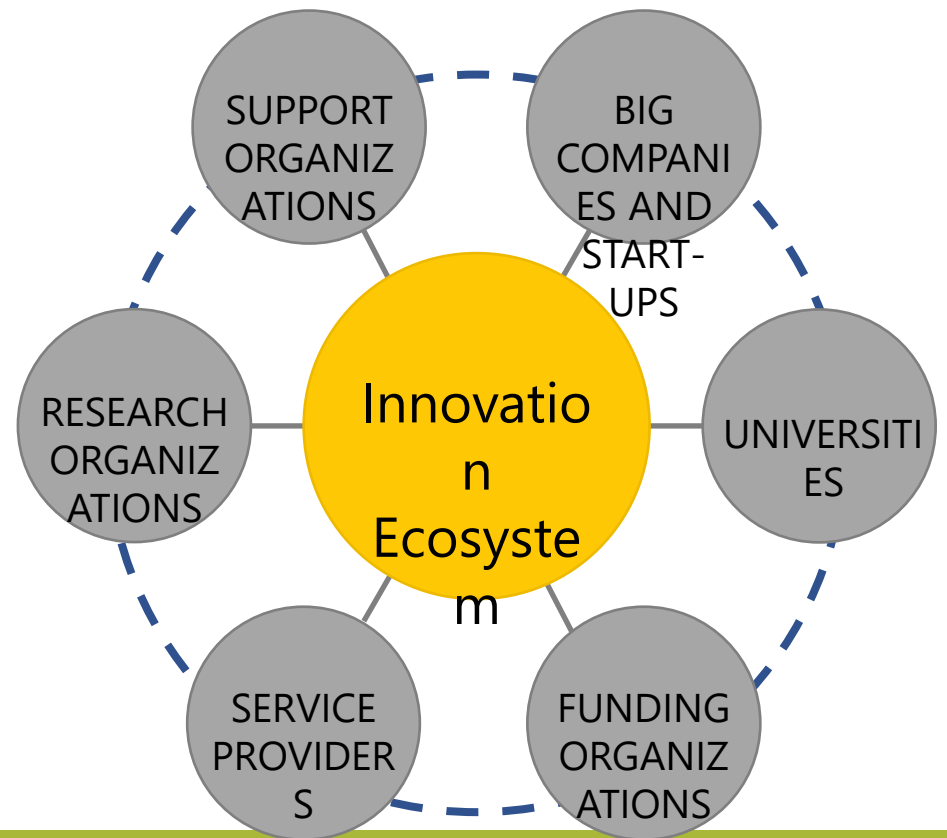 SUPPORT
ORGANIZ
ATIONS
BIG
COMPANI
ES AND
START-
UPS
RESEARCH
ORGANIZ
ATIONS
Innovatio
n
Ecosyste
m
UNIVERSITI
ES
SERVICE
PROVIDER
S
FUNDING
ORGANIZ
ATIONS